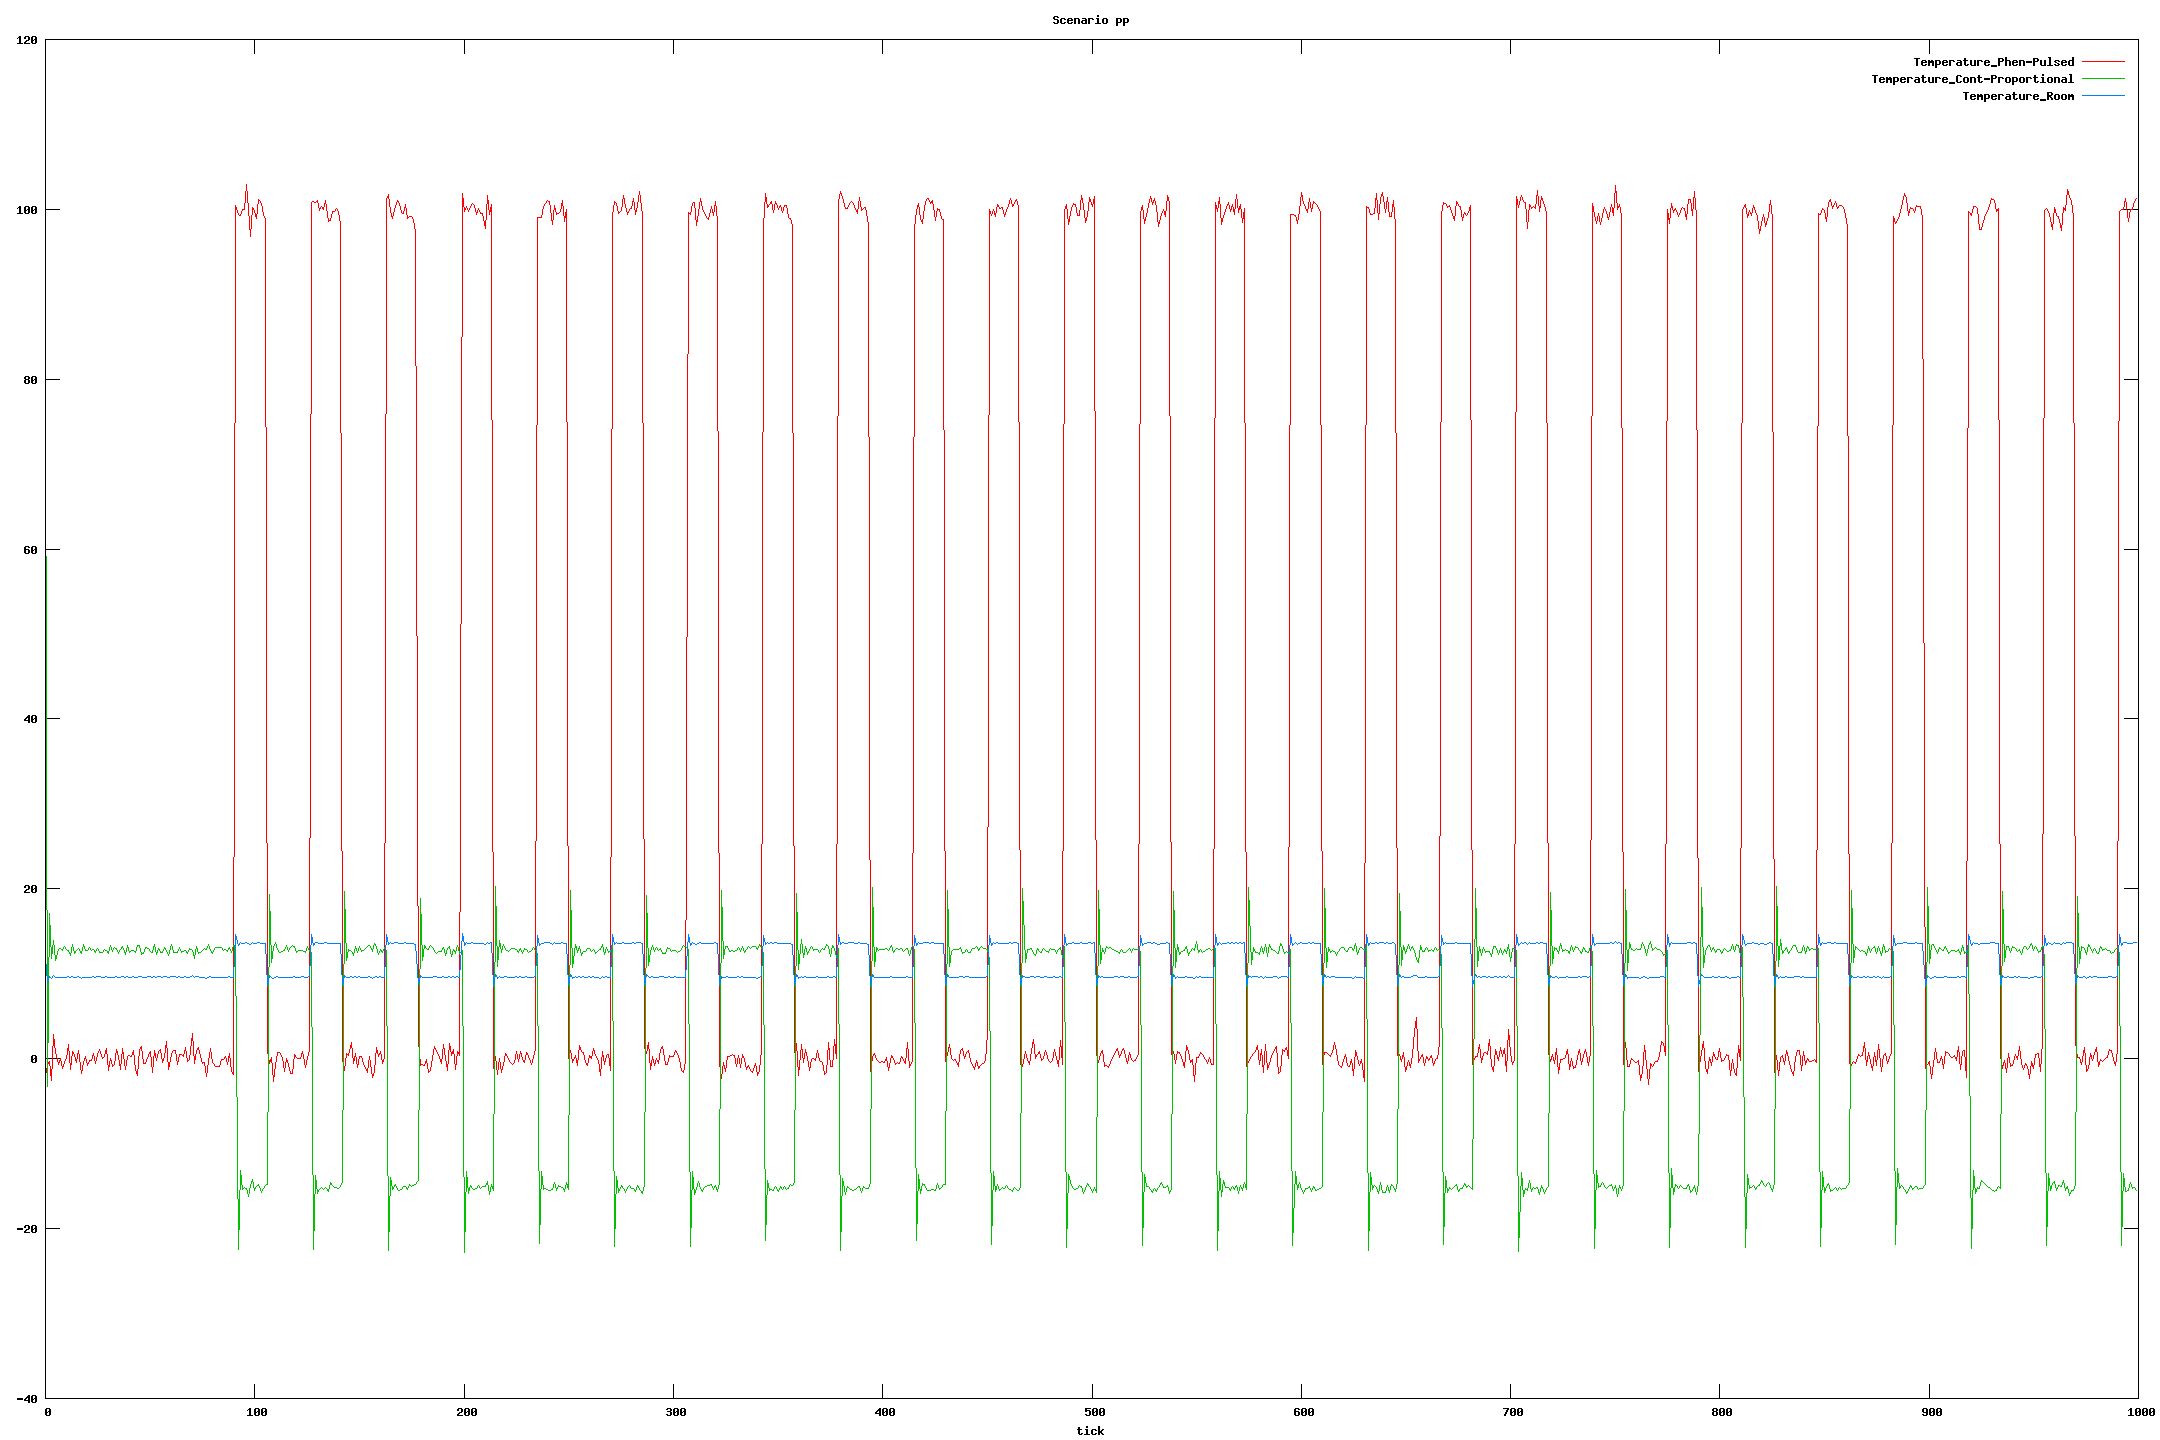 Scenario pp
120
100
80
60
40
20
0
-20
-40
Temperature_Phen-Pulsed
Temperature_Cont-Proportional
Temperature_Room
0 100 200 300 400 500 600 700 800 900 1000
tick